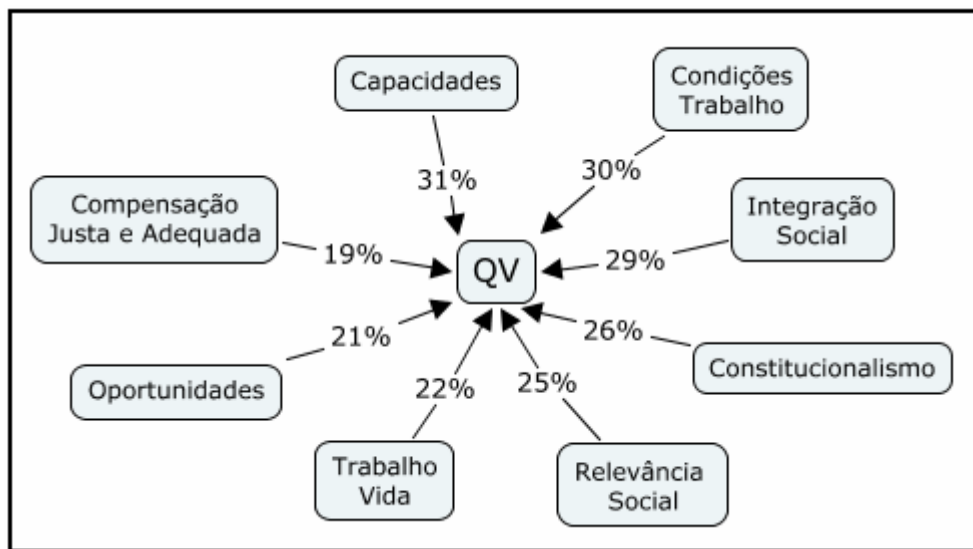 Capacidades
Condições
Trabalho
31%
30%
Compensação
Justa e Adequada
Integração
Social
19%
QV
29%
21%
26%
Oportunidades
Constitucionalismo
22%
25%
Trabalho
Vida
Relevância
Social